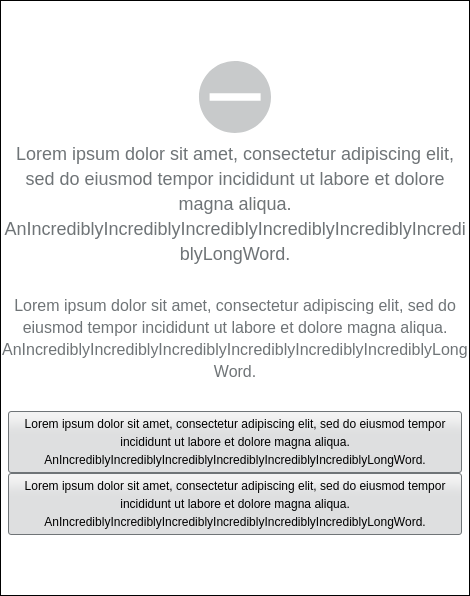 Lorem ipsum dolor sit amet, consectetur adipiscing elit,
sed do eiusmod tempor incididunt ut labore et dolore
magna aliqua.
AnIncrediblyIncrediblyIncrediblyIncrediblyIncrediblyIncredi
blyLongWord.
Lorem ipsum dolor sit amet, consectetur adipiscing elit, sed do
eiusmod tempor incididunt ut labore et dolore magna aliqua.
AnIncrediblyIncrediblyIncrediblyIncrediblyIncrediblyIncrediblyLong
Word.
Lorem ipsum dolor sit amet, consectetur adipiscing elit, sed do eiusmod tempor
incididunt ut labore et dolore magna aliqua.
AnIncrediblyIncrediblyIncrediblyIncrediblyIncrediblyIncrediblyLongWord.
Lorem ipsum dolor sit amet, consectetur adipiscing elit, sed do eiusmod tempor
incididunt ut labore et dolore magna aliqua.
AnIncrediblyIncrediblyIncrediblyIncrediblyIncrediblyIncrediblyLongWord.